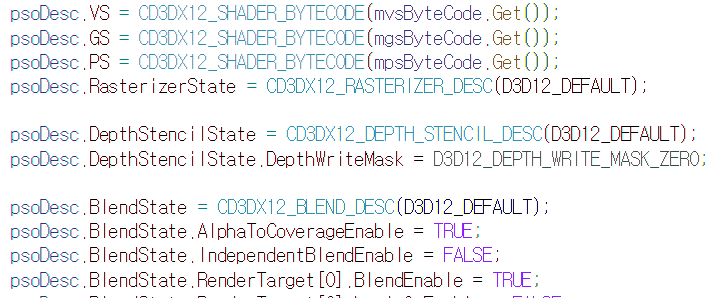 psoDesc.VS = CD3DX12_SHADER_BYTECODE(mvsByteCode.Get());
psoDesc.GS = CD3DX12_SHADER_BYTECODE(mgsByteCode.Get());
psoDesc.PS = CD3DX12_SHADER_BYTECODE(mpsByteCode.Get());
psoDesc.RasterizerState = CD3DX12_RASTERIZER_DESC(D3D12_DEFAULT);
psoDesc.DepthStencilState = CD3DX12_DEPTH_STENCIL_DESC(D3D12_DEFAULT);
psoDesc.DepthStencilState.DepthWriteMask = D3D12_DEPTH_WRITE_MASK_ZERO;
psoDesc.BlendState = CD3DX12_BLEND_DESC(D3D12_DEFAULT);
psoDesc.BlendState.AlphaToCoverageEnable = TRUE;
psoDesc.BlendState.IndependentBlendEnable = FALSE;
psoDesc.BlendState.RenderTarget[0].BlendEnable = TRUE;